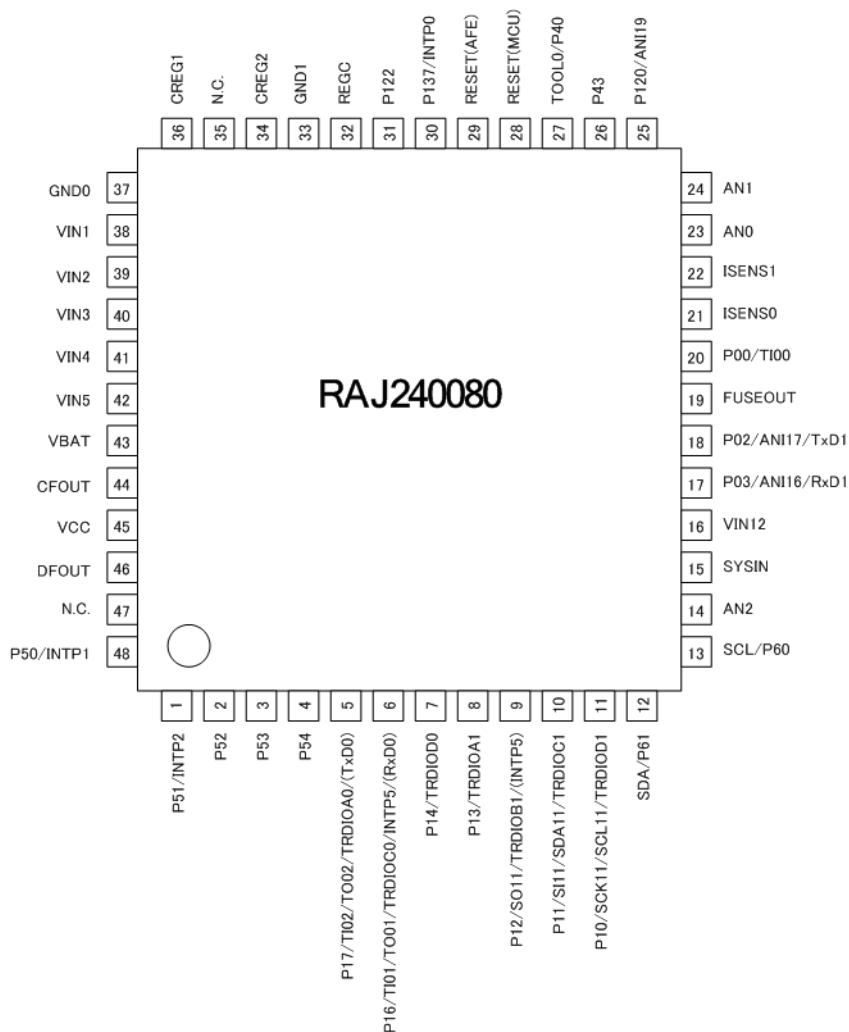 CREG1
N.C.
CREG2
GND1
REGC
P122
P137/INTP0
RESET(AFE)
RESET(MCU)
TOOL0/P40
P43
P120/ANI19
36
35
34
33
32
31
30
29
28
27
26
25
GND0 37
VIN1 38
VIN2 39
VIN3 40
VIN4 41
VIN5 42
VBAT 43
CFOUT 44
VCC 45
DFOUT 46
N.C. 47
P50/INTP1 48
RAJ240080
24 AN1
23 AN0
22 ISENS1
21 ISENS0
20 P00/TI00
19 FUSEOUT
18 P02/ANI17/TxD1
17 P03/ANI16/RxD1
16 VIN12
15 SYSIN
14 AN2
13 SCL/P60
1
2
3
4
5
6
7
8
9
10
11
12
P51/INTP2
P52
P53
P54
P17/TI02/TO02/TRDIOA0/(TxD0)
P16/TI01/TO01/TRDIOC0/INTP5/(RxD0)
P14/TRDIOD0
P13/TRDIOA1
P12/SO11/TRDIOB1/(INTP5)
P11/SI11/SDA11/TRDIOC1
P10/SCK11/SCL11/TRDIOD1
SDA/P61